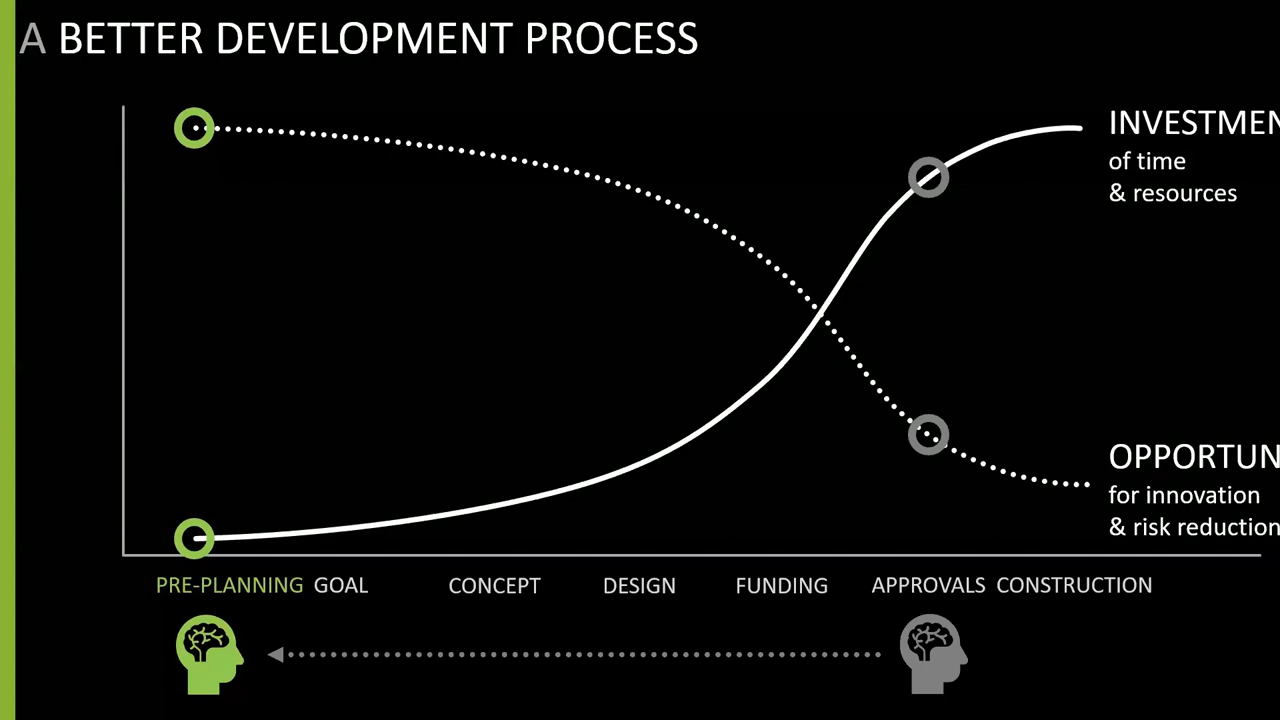 A BETTER DEVELOPMENT PROCESS
INVESTMEN
of time
& resources
OPPORTUN
for innovation
& risk reduction
PRE-PLANNING GOAL CONCEPT DESIGN FUNDING APPROVALS CONSTRUCTION